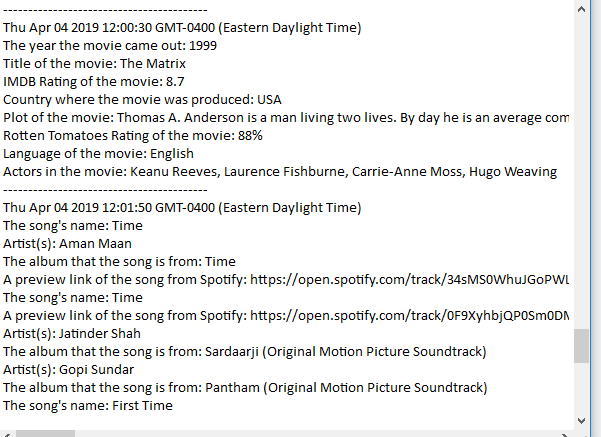 -----------------------------------------
Thu Apr 04 2019 12:00:30 GMT-0400 (Eastern Daylight Time)
The year the movie came out: 1999
Title of the movie: The Matrix
IMDB Rating of the movie: 8.7
Country where the movie was produced: USA
Plot of the movie: Thomas A. Anderson is a man living two lives. By day he is an average com
Rotten Tomatoes Rating of the movie: 88%
Language of the movie: English
Actors in the movie: Keanu Reeves, Laurence Fishburne, Carrie-Anne Moss, Hugo Weaving
-----------------------------------------
Thu Apr 04 2019 12:01:50 GMT-0400 (Eastern Daylight Time)
The song's name: Time
Artist(s): Aman Maan
The album that the song is from: Time
A preview link of the song from Spotify: https://open.spotify.com/track/34sMS0WhuJGoPWL
The song's name: Time
A preview link of the song from Spotify: https://open.spotify.com/track/0F9XyhbjQP0Sm0DM
Artist(s): Jatinder Shah
The album that the song is from: Sardaarji (Original Motion Picture Soundtrack)
Artist(s): Gopi Sundar
The album that the song is from: Pantham (Original Motion Picture Soundtrack)
The song's name: First Time